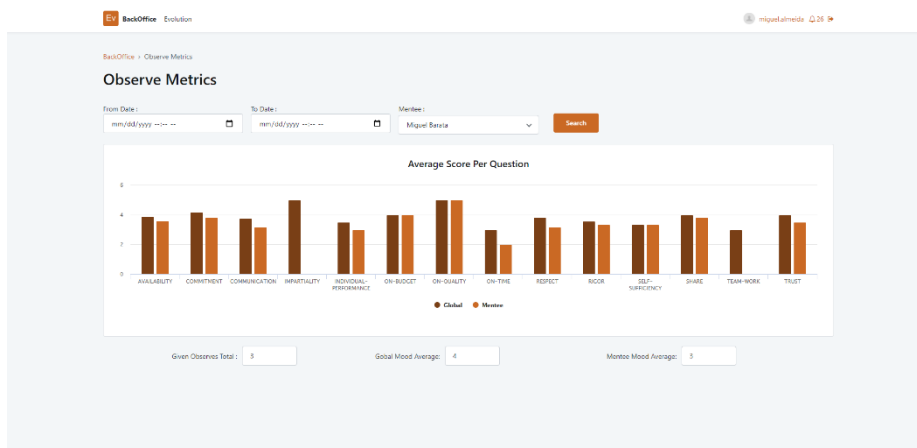 Ev BackOffice Evolution miguel.almeida 26
BackOffice › Observe Metrics
Observe Metrics
From Date : To Date : Mentee :
mm/dd/yyyy --:-- -- mm/dd/yyyy --:-- -- Miguel Barata Search
Average Score Per Question
6
4
2
0
AVAILABILITY COMMITMENT COMMUNICATION IMPARTIALITY INDIVIDUAL- ON-BUDGET ON-QUALITY ON-TIME RESPECT RIGOR SELF- SHARE TEAM-WORK TRUST
PERFORMANCE SUFFICIENCY
Global Mentee
Given Observes Total : 3 Gobal Mood Average: 4 Mentee Mood Average: 3